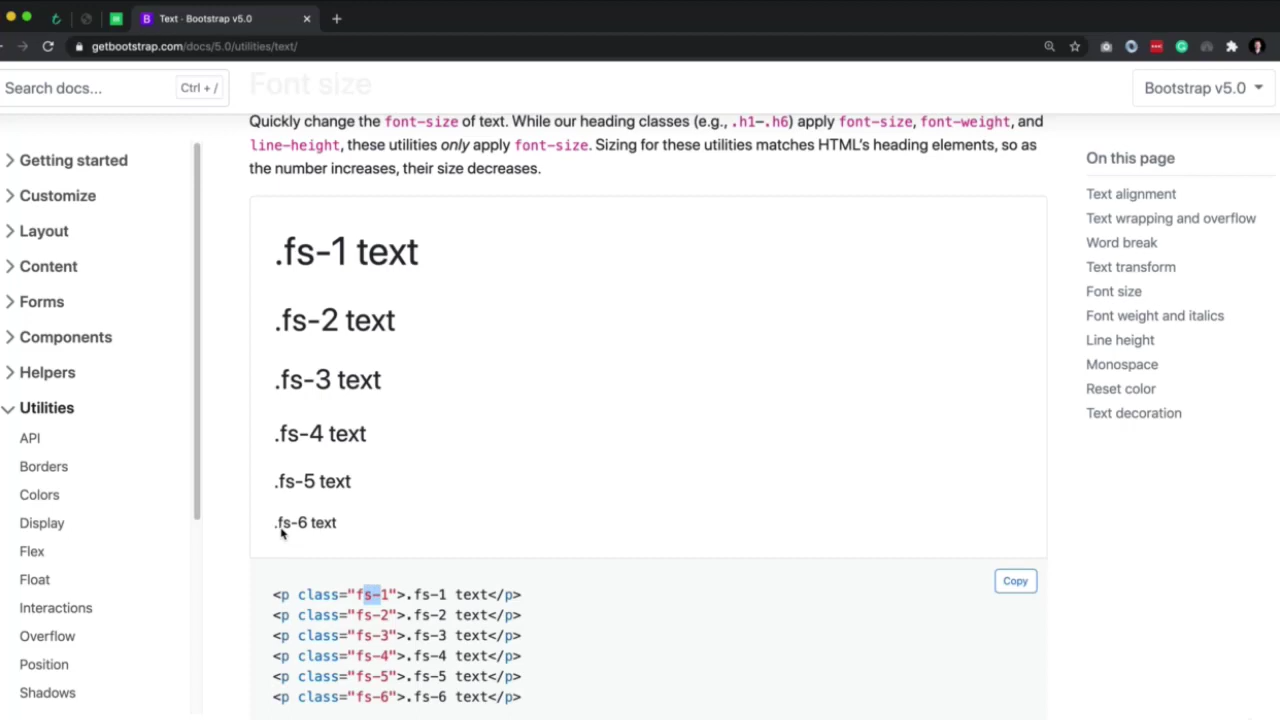 Text · Bootstrap v5.0
getbootstrap.com/docs/5.0/utilities/text/
Search docs...
Ctrl + /
Font size
Bootstrap v5.0
Quickly change the font-size of text. While our heading classes (e.g., .h1–.h6) apply font-size, font-weight, and
line-height, these utilities only apply font-size. Sizing for these utilities matches HTML's heading elements, so as
the number increases, their size decreases.
Getting started
Customize
Layout
Content
Forms
Components
Helpers
Utilities
API
Borders
Colors
Display
Flex
Float
Interactions
Overflow
Position
Shadows
.fs-1 text
.fs-2 text
.fs-3 text
.fs-4 text
.fs-5 text
.fs-6 text
Copy
<p class="fs-1">.fs-1 text</p>
<p class="fs-2">.fs-2 text</p>
<p class="fs-3">.fs-3 text</p>
<p class="fs-4">.fs-4 text</p>
<p class="fs-5">.fs-5 text</p>
<p class="fs-6">.fs-6 text</p>
On this page
Text alignment
Text wrapping and overflow
Word break
Text transform
Font size
Font weight and italics
Line height
Monospace
Reset color
Text decoration